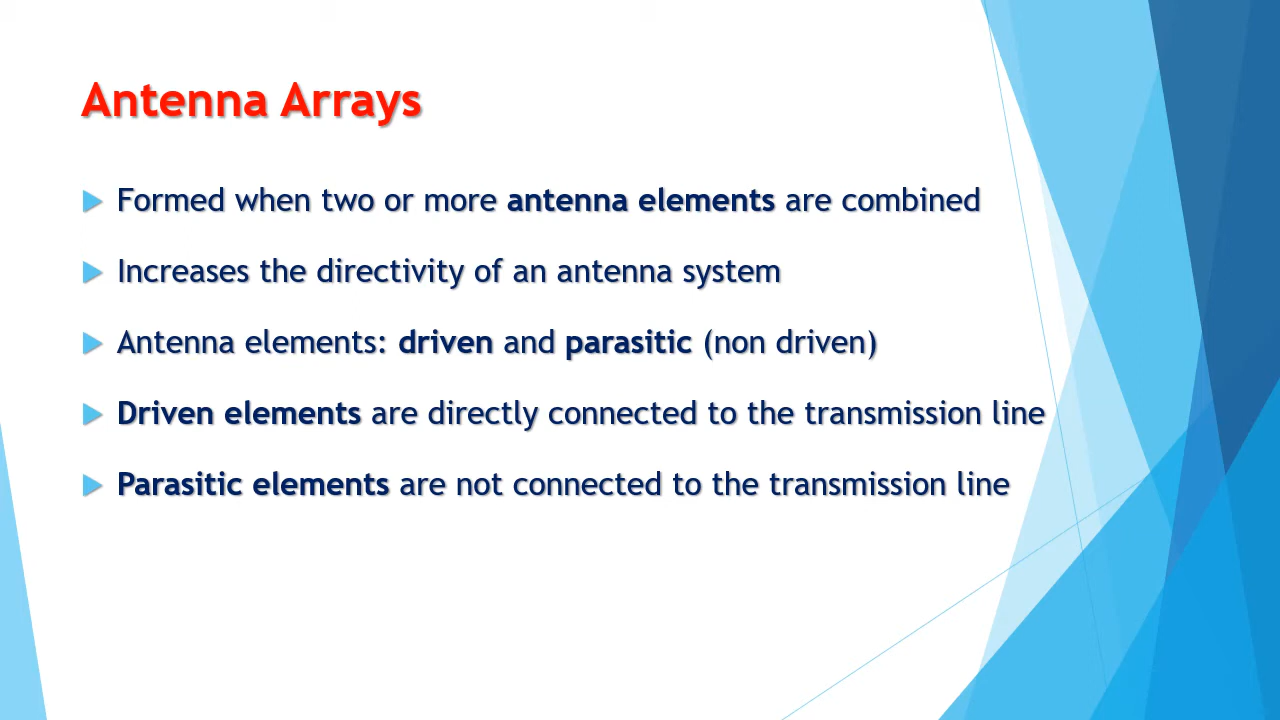 Antenna Arrays
Formed when two or more antenna elements are combined
Increases the directivity of an antenna system
Antenna elements: driven and parasitic (non driven)
Driven elements are directly connected to the transmission line
Parasitic elements are not connected to the transmission line